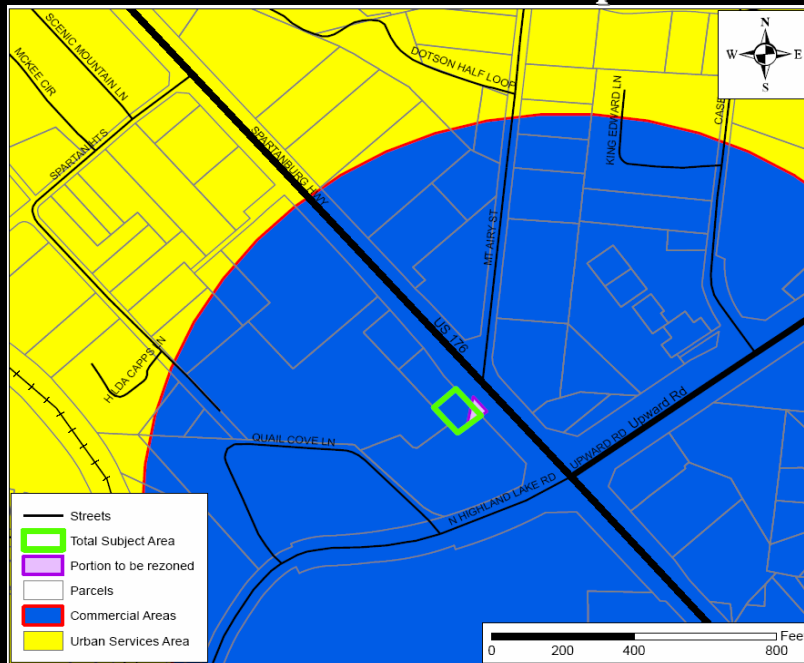 N
W E
S
SCENIC MOUNTAIN LN
MCKEE CIR
SPARTAN HTS
DOTSON HALF LOOP
KING EDWARD LN
CASE
SPARTANBURG HWY
MT AIRY ST
US 176
HILDA CAPPS LN
QUAIL COVE LN
N HIGHLAND LAKE RD
UPWARD RD Upward Rd
Streets
Total Subject Area
Portion to be rezoned
Parcels
Commercial Areas
Urban Services Area
Feet
0 200 400 800